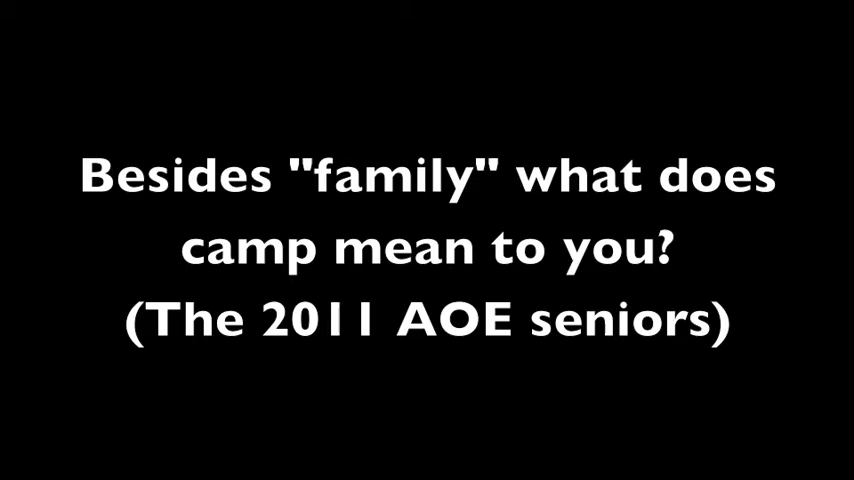 Besides "family" what does
camp mean to you?
(The 2011 AOE seniors)